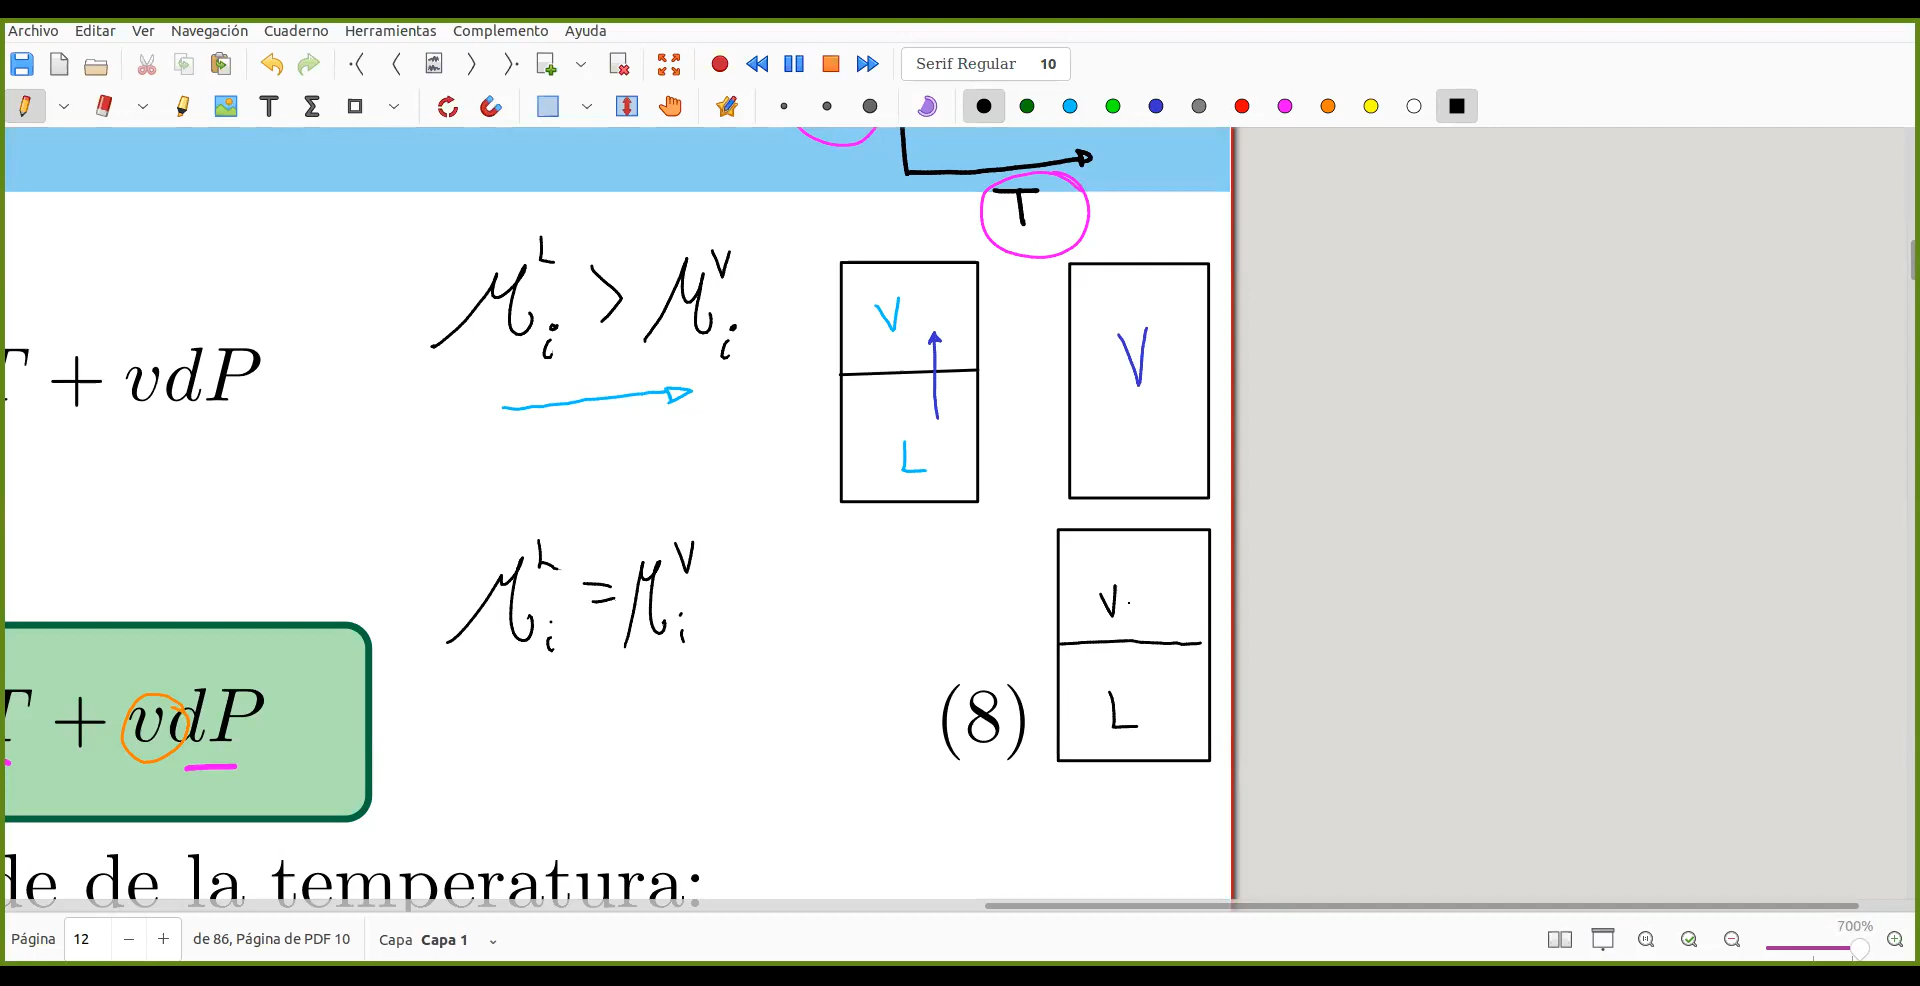 Archivo Editar Ver Navegación Cuaderno Herramientas Complemento Ayuda
Serif Regular 10
T
μ_i^L > μ_i^V
V
L
V
T + vdP
μ_i^L = μ_i^V
V
L
T + vdP
(8)
de de la temperatura:
Página 12 de 86, Página de PDF 10 Capa Capa 1
700%